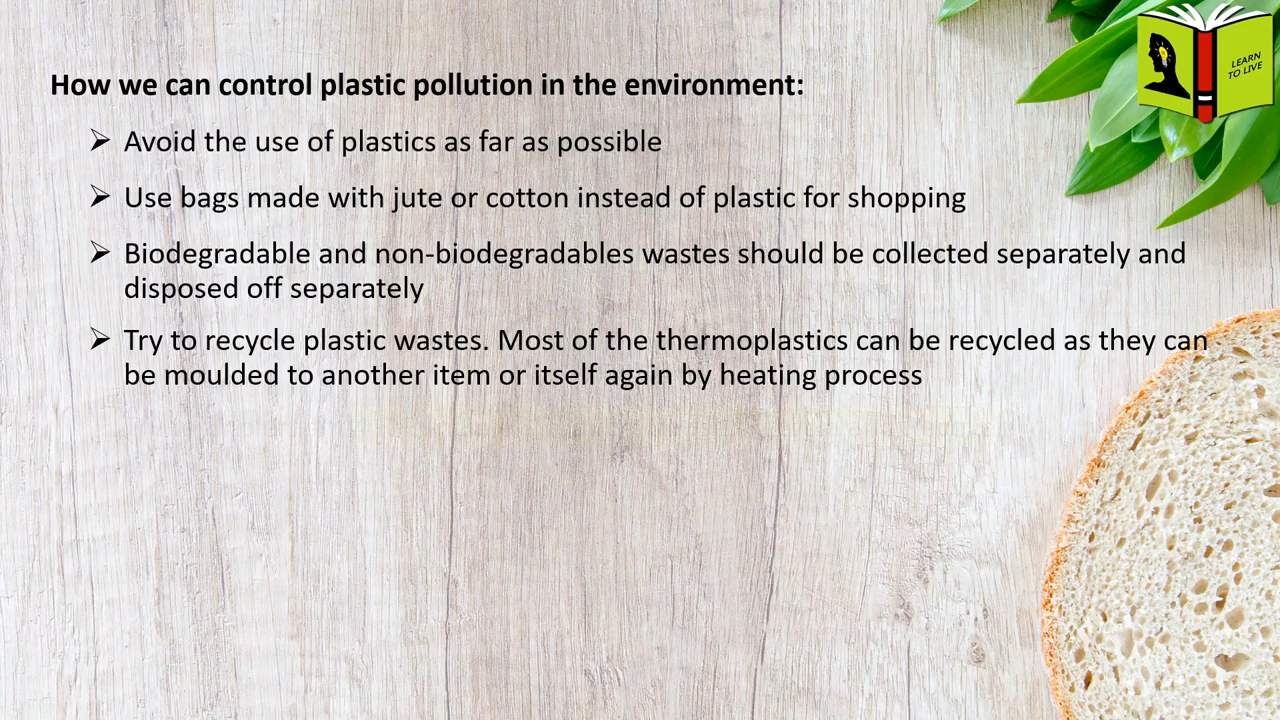 How we can control plastic pollution in the environment:
➢ Avoid the use of plastics as far as possible
➢ Use bags made with jute or cotton instead of plastic for shopping
➢ Biodegradable and non-biodegradables wastes should be collected separately and
disposed off separately
➢ Try to recycle plastic wastes. Most of the thermoplastics can be recycled as they can
be moulded to another item or itself again by heating process
LEARN
TO LIVE